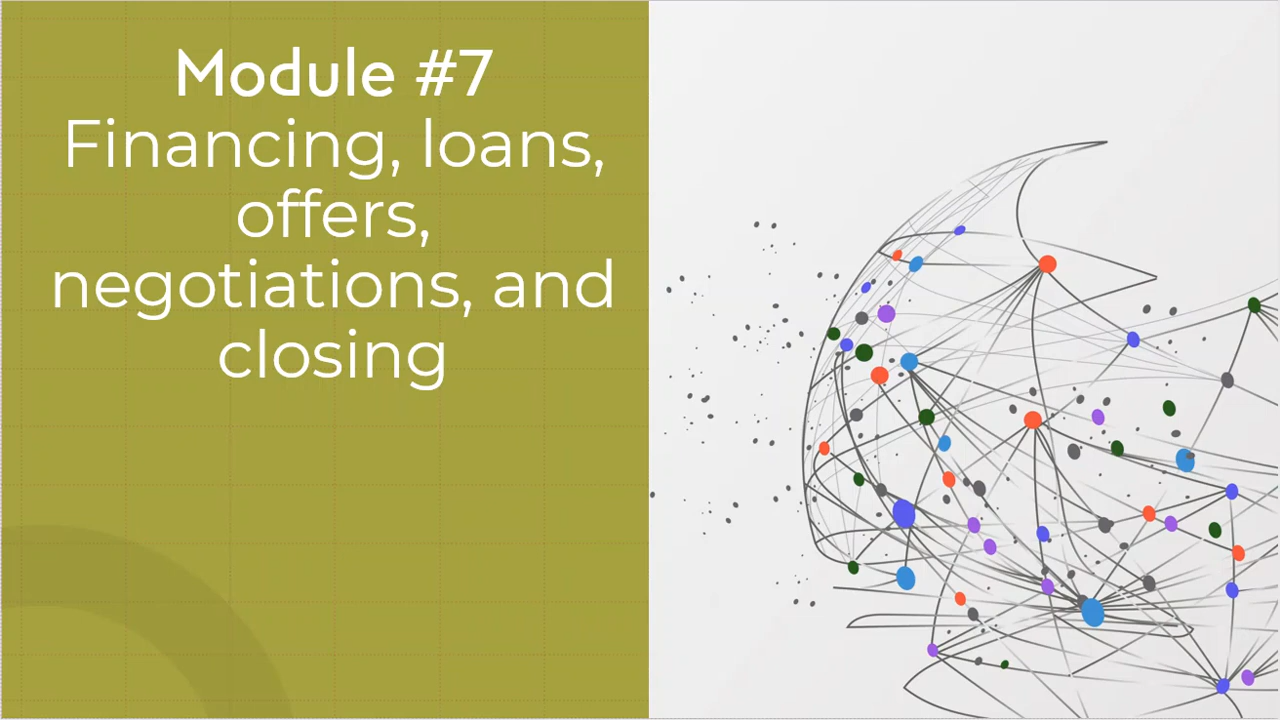 Module #7
Financing, loans,
offers,
negotiations, and
closing